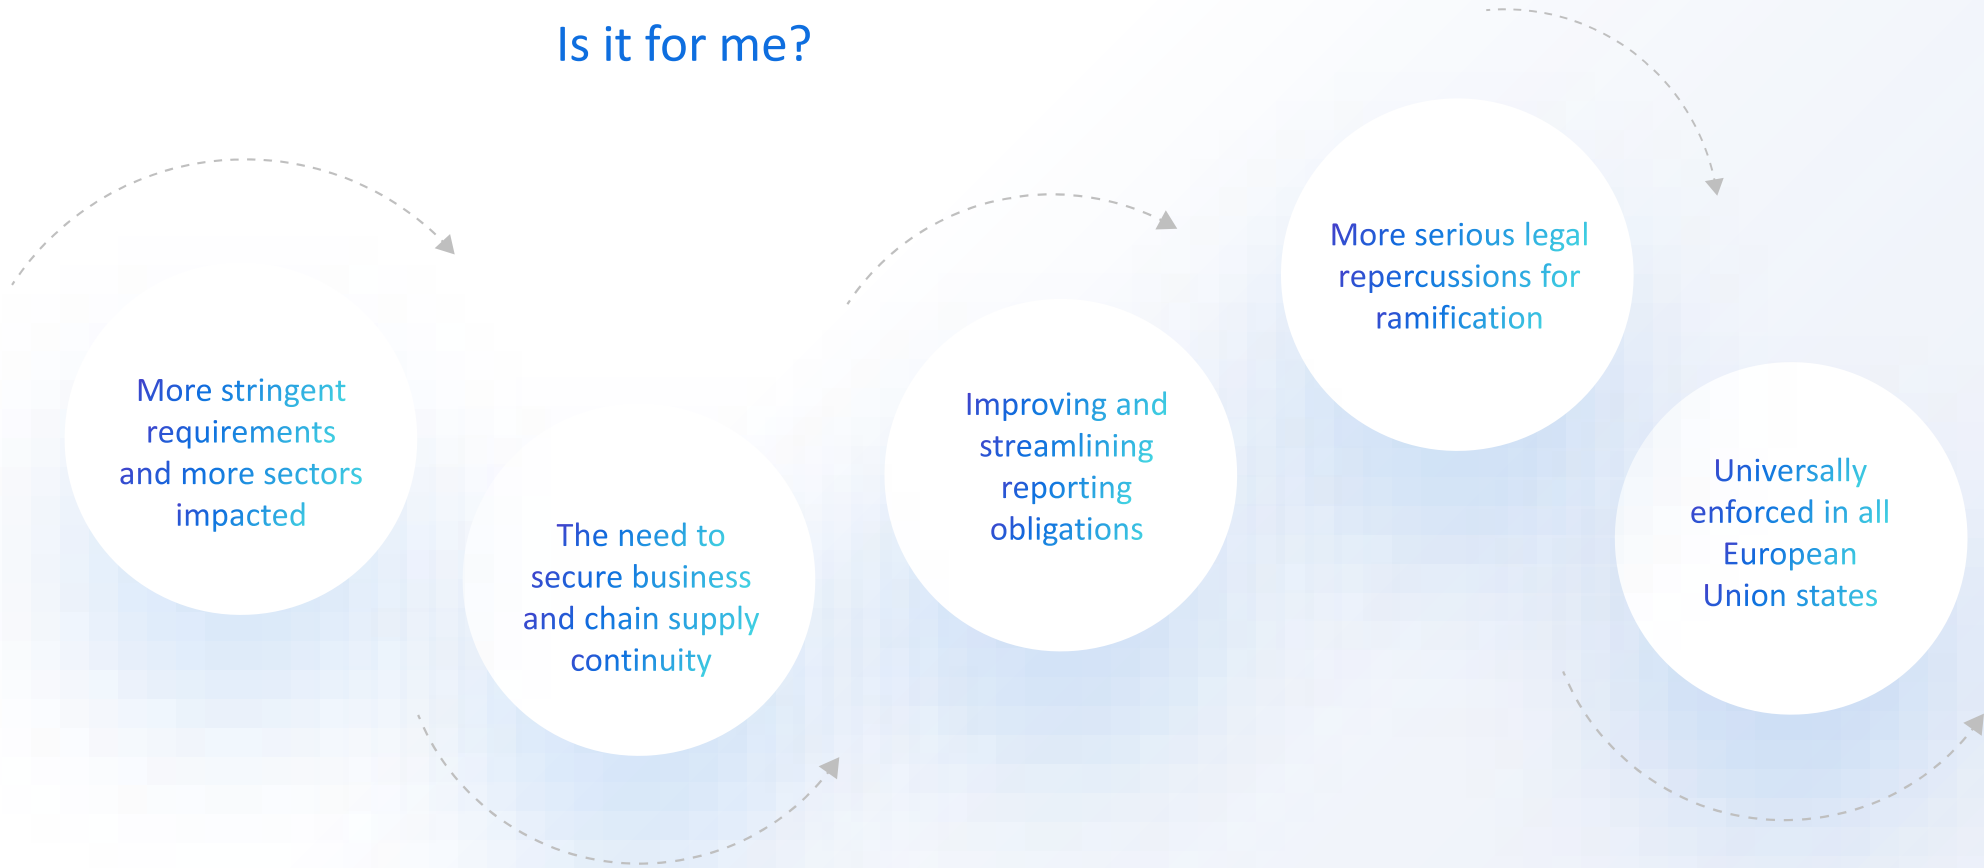 Is it for me?
More stringent
requirements
and more sectors
impacted
The need to
secure business
and chain supply
continuity
Improving and
streamlining
reporting
obligations
More serious legal
repercussions for
ramification
Universally
enforced in all
European
Union states